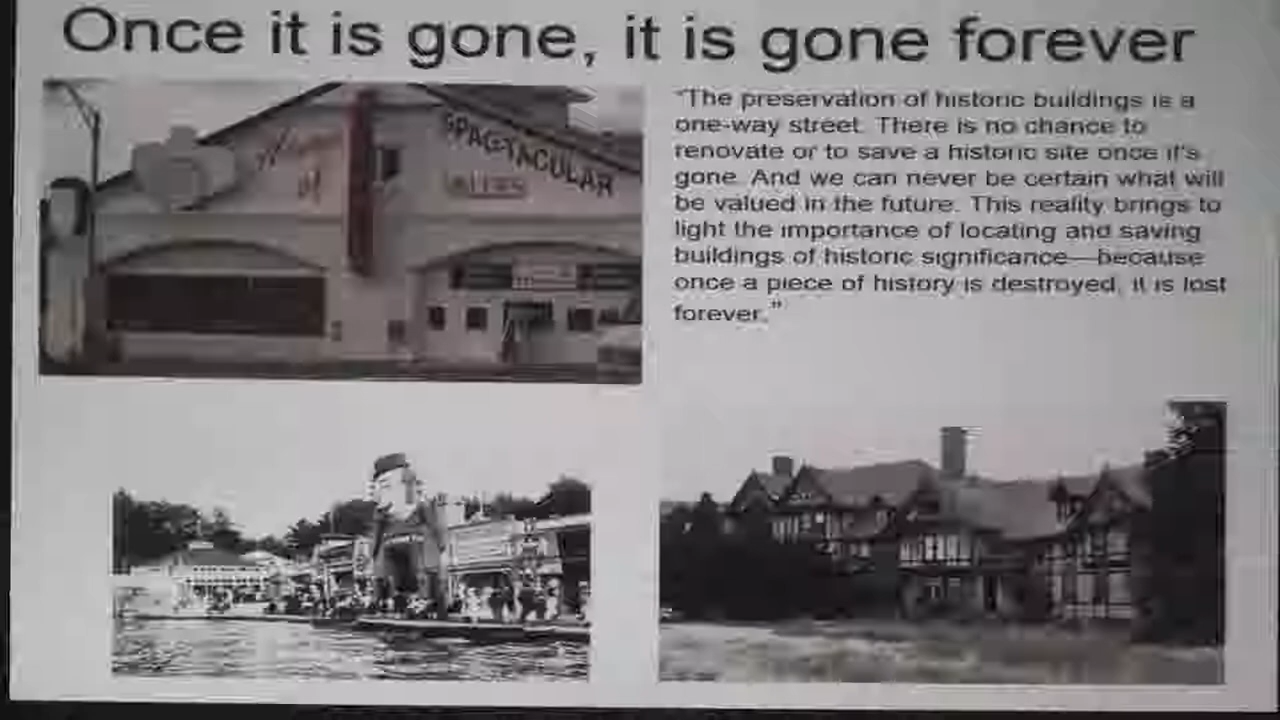 Once it is gone, it is gone forever
"The preservation of historic buildings is a
one-way street. There is no chance to
renovate or to save a historic site once it's
gone. And we can never be certain what will
be valued in the future. This reality brings to
light the importance of locating and saving
buildings of historic significance—because
once a piece of history is destroyed, it is lost
forever."
of
SPAG-TACULAR